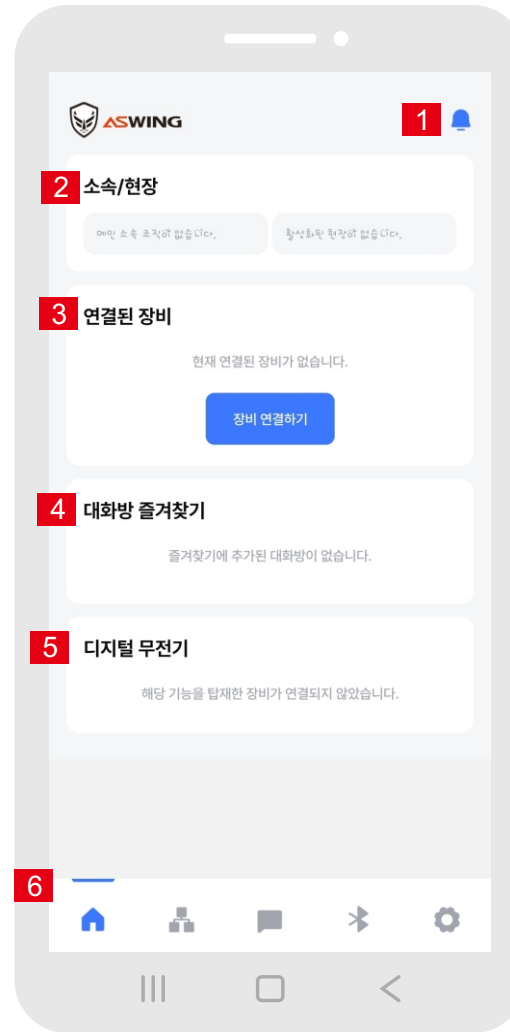 ASWING
1
2 소속/현장
메인 소속 조직이 없습니다. 활성화된 현장이 없습니다.
3 연결된 장비
현재 연결된 장비가 없습니다.
장비 연결하기
4 대화방 즐겨찾기
즐겨찾기에 추가된 대화방이 없습니다.
5 디지털 무전기
해당 기능을 탑재한 장비가 연결되지 않았습니다.
6